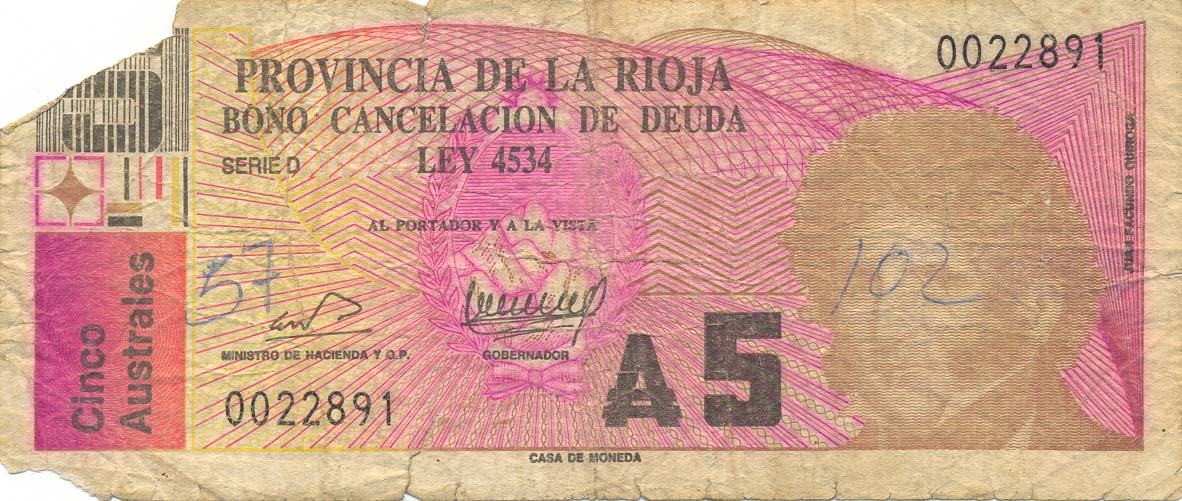 0022891
PROVINCIA DE LA RIOJA
BONO CANCELACION DE DEUDA
SERIE D
LEY 4534
AL PORTADOR Y A LA VISTA
57
102
MINISTRO DE HACIENDA Y O.P.
GOBERNADOR
Cinco
Australes
0022891
A5
CASA DE MONEDA
JUAN FACUNDO QUIROGA
5